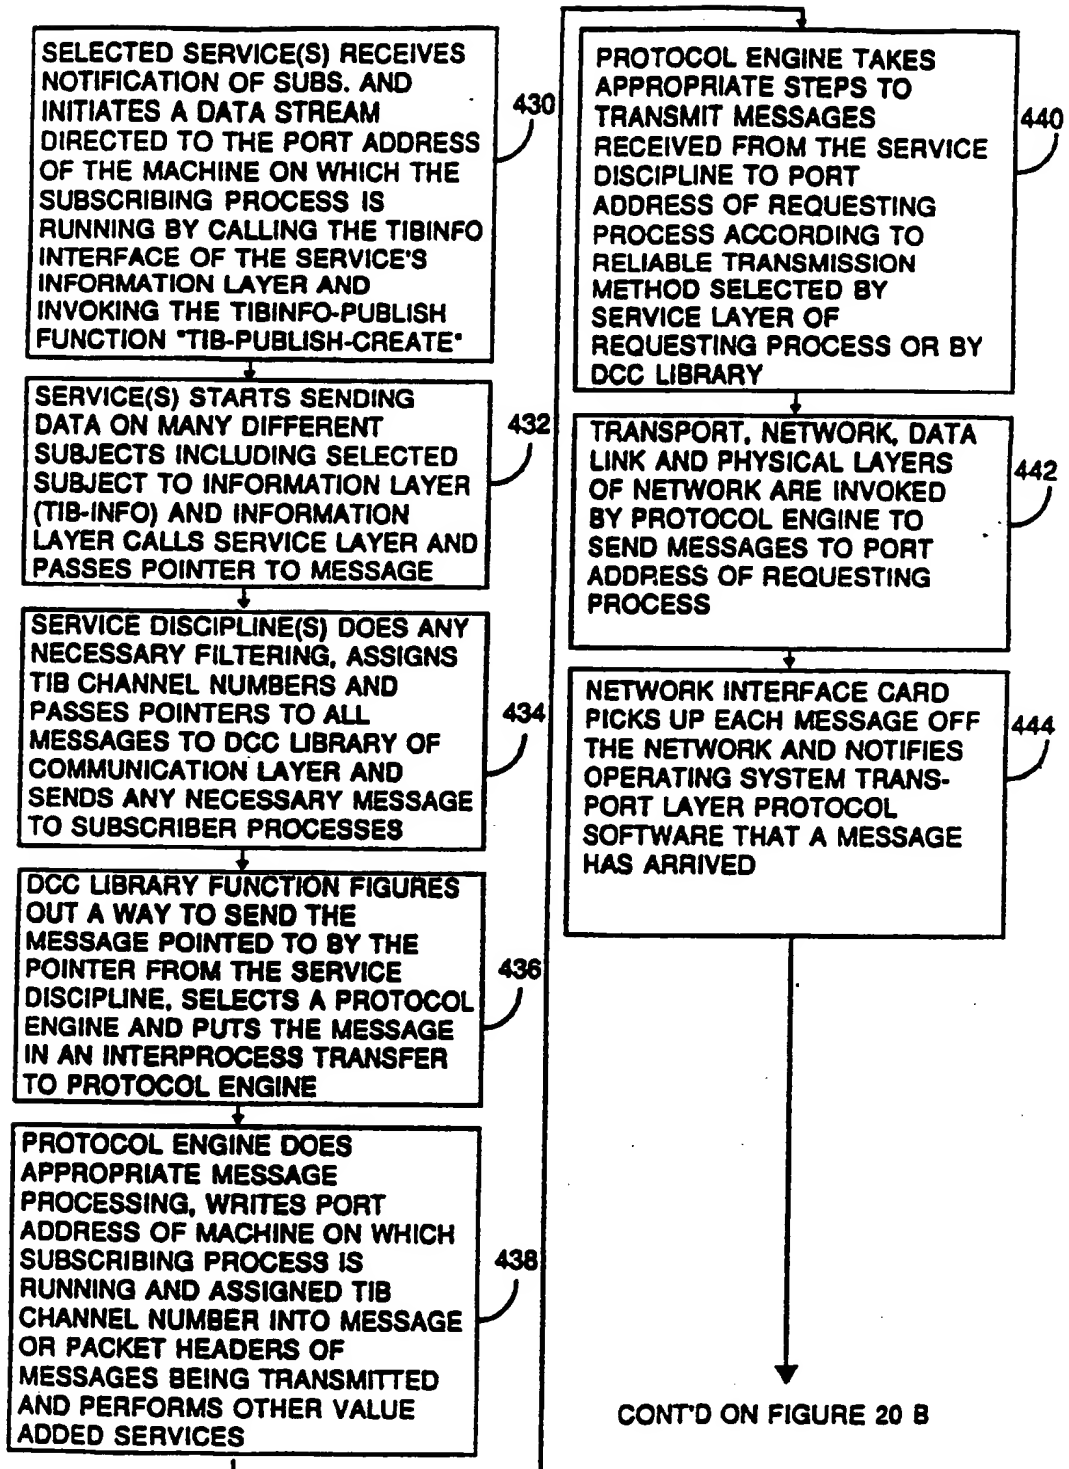 SELECTED SERVICE(S) RECEIVES
NOTIFICATION OF SUBS. AND
INITIATES A DATA STREAM
DIRECTED TO THE PORT ADDRESS
OF THE MACHINE ON WHICH THE
SUBSCRIBING PROCESS IS
RUNNING BY CALLING THE TIBINFO
INTERFACE OF THE SERVICE'S
INFORMATION LAYER AND
INVOKING THE TIBINFO-PUBLISH
FUNCTION "TIB-PUBLISH-CREATE"
430
SERVICE(S) STARTS SENDING
DATA ON MANY DIFFERENT
SUBJECTS INCLUDING SELECTED
SUBJECT TO INFORMATION LAYER
(TIB-INFO) AND INFORMATION
LAYER CALLS SERVICE LAYER AND
PASSES POINTER TO MESSAGE
432
SERVICE DISCIPLINE(S) DOES ANY
NECESSARY FILTERING, ASSIGNS
TIB CHANNEL NUMBERS AND
PASSES POINTERS TO ALL
MESSAGES TO DCC LIBRARY OF
COMMUNICATION LAYER AND
SENDS ANY NECESSARY MESSAGE
TO SUBSCRIBER PROCESSES
434
DCC LIBRARY FUNCTION FIGURES
OUT A WAY TO SEND THE
MESSAGE POINTED TO BY THE
POINTER FROM THE SERVICE
DISCIPLINE, SELECTS A PROTOCOL
ENGINE AND PUTS THE MESSAGE
IN AN INTERPROCESS TRANSFER
TO PROTOCOL ENGINE
436
PROTOCOL ENGINE DOES
APPROPRIATE MESSAGE
PROCESSING, WRITES PORT
ADDRESS OF MACHINE ON WHICH
SUBSCRIBING PROCESS IS
RUNNING AND ASSIGNED TIB
CHANNEL NUMBER INTO MESSAGE
OR PACKET HEADERS OF
MESSAGES BEING TRANSMITTED
AND PERFORMS OTHER VALUE
ADDED SERVICES
438
PROTOCOL ENGINE TAKES
APPROPRIATE STEPS TO
TRANSMIT MESSAGES
RECEIVED FROM THE SERVICE
DISCIPLINE TO PORT
ADDRESS OF REQUESTING
PROCESS ACCORDING TO
RELIABLE TRANSMISSION
METHOD SELECTED BY
SERVICE LAYER OF
REQUESTING PROCESS OR BY
DCC LIBRARY
440
TRANSPORT, NETWORK, DATA
LINK AND PHYSICAL LAYERS
OF NETWORK ARE INVOKED
BY PROTOCOL ENGINE TO
SEND MESSAGES TO PORT
ADDRESS OF REQUESTING
PROCESS
442
NETWORK INTERFACE CARD
PICKS UP EACH MESSAGE OFF
THE NETWORK AND NOTIFIES
OPERATING SYSTEM TRANS-
PORT LAYER PROTOCOL
SOFTWARE THAT A MESSAGE
HAS ARRIVED
444
CONT'D ON FIGURE 20 B